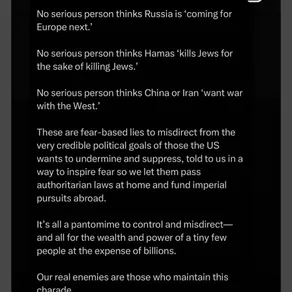 No serious person thinks Russia is ‘coming for
Europe next.’
No serious person thinks Hamas ‘kills Jews for
the sake of killing Jews.’
No serious person thinks China or Iran ‘want war
with the West.’
These are fear-based lies to misdirect from the
very credible political goals of those the US
wants to undermine and suppress, told to us in a
way to inspire fear so we let them pass
authoritarian laws at home and fund imperial
pursuits abroad.
It’s all a pantomime to control and misdirect—
and all for the wealth and power of a tiny few
people at the expense of billions.
Our real enemies are those who maintain this
charade